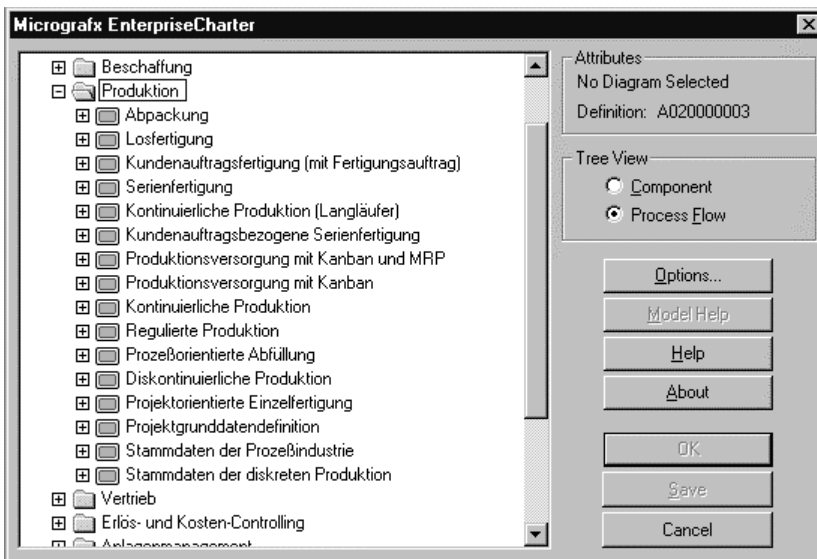 Micrografx EnterpriseCharter
Beschaffung
Produktion
Abpackung
Losfertigung
Kundenauftragsfertigung (mit Fertigungsauftrag)
Serienfertigung
Kontinuierliche Produktion (Langläufer)
Kundenauftragsbezogene Serienfertigung
Produktionsversorgung mit Kanban und MRP
Produktionsversorgung mit Kanban
Kontinuierliche Produktion
Regulierte Produktion
Prozeßorientierte Abfüllung
Diskontinuierliche Produktion
Projektorientierte Einzelfertigung
Projektgrunddatendefinition
Stammdaten der Prozeßindustrie
Stammdaten der diskreten Produktion
Vertrieb
Erlös- und Kosten-Controlling
Anlagenmanagement
Attributes
No Diagram Selected
Definition: A020000003
Tree View
Component
Process Flow
Options...
Model Help
Help
About
OK
Save
Cancel